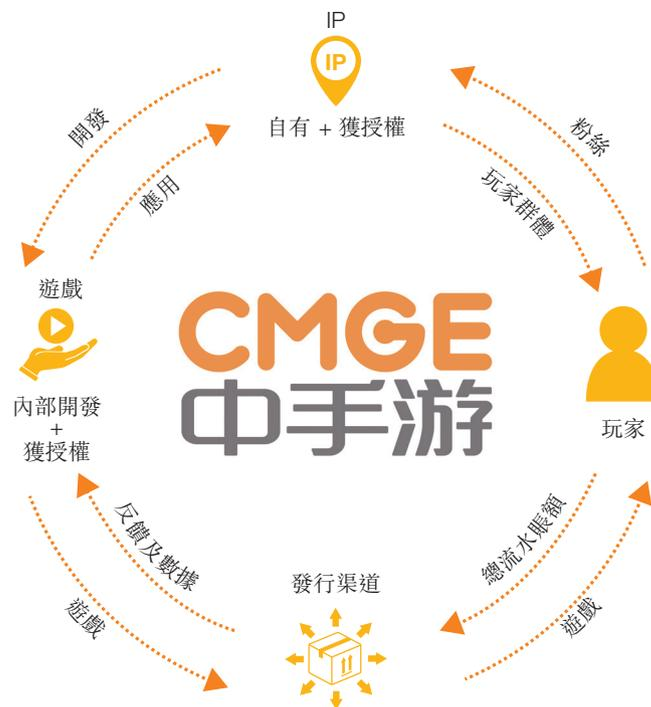 IP
IP
自有 + 獲授權
開發
應用
粉絲
玩家群體
遊戲
內部開發
+
獲授權
CMGE
中手游
玩家
反饋及數據
遊戲
總流水賬額
遊戲
發行渠道